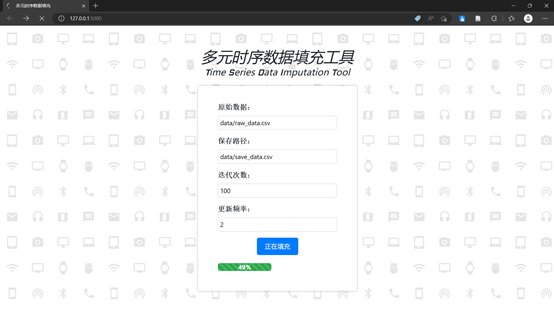 多元时序数据填充
127.0.0.1:5000
多元时序数据填充工具
Time Series Data Imputation Tool
原始数据：
data/raw_data.csv
保存路径：
data/save_data.csv
迭代次数：
100
更新频率：
2
正在填充
49%